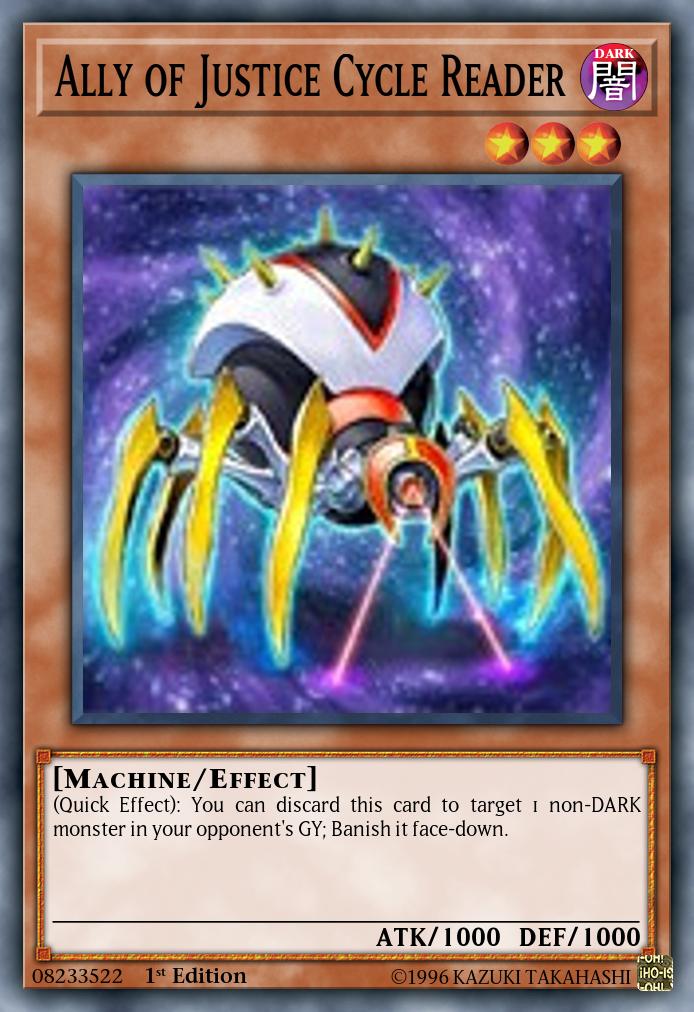 Ally of Justice Cycle Reader
DARK
闇
[Machine/Effect]
(Quick Effect): You can discard this card to target 1 non-DARK
monster in your opponent's GY; Banish it face-down.
ATK/1000 DEF/1000
08233522 1st Edition ©1996 KAZUKI TAKAHASHI